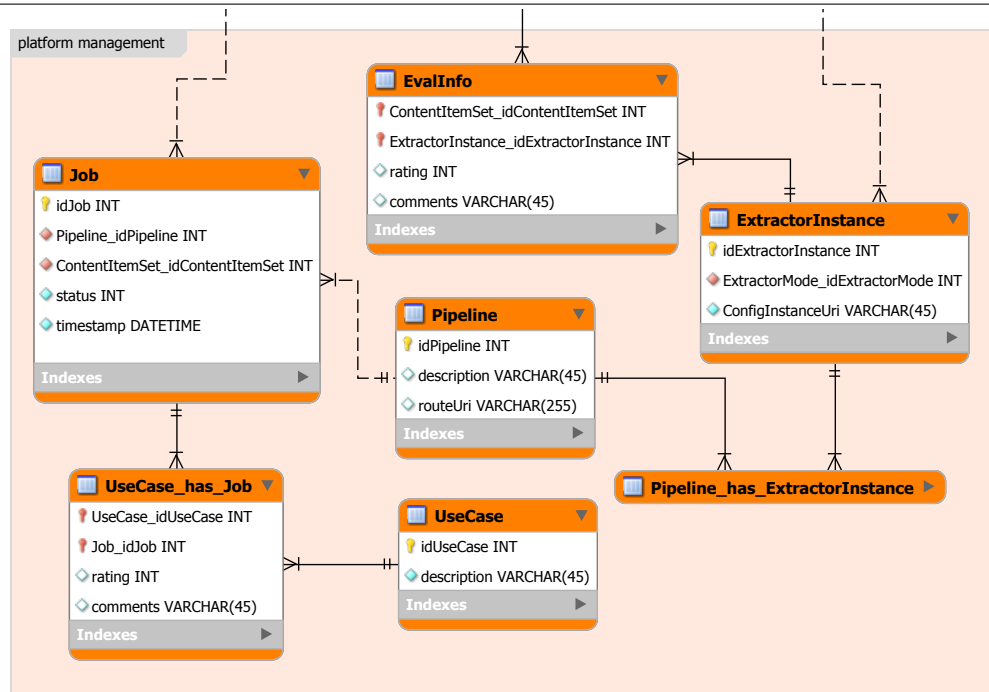 platform management
EvalInfo
ContentItemSet_idContentItemSet INT
ExtractorInstance_idExtractorInstance INT
rating INT
comments VARCHAR(45)
Indexes
Job
idJob INT
Pipeline_idPipeline INT
ContentItemSet_idContentItemSet INT
status INT
timestamp DATETIME
Indexes
ExtractorInstance
idExtractorInstance INT
ExtractorMode_idExtractorMode INT
ConfigInstanceUri VARCHAR(45)
Indexes
Pipeline
idPipeline INT
description VARCHAR(45)
routeUri VARCHAR(255)
Indexes
UseCase_has_Job
UseCase_idUseCase INT
Job_idJob INT
rating INT
comments VARCHAR(45)
Indexes
UseCase
idUseCase INT
description VARCHAR(45)
Indexes
Pipeline_has_ExtractorInstance